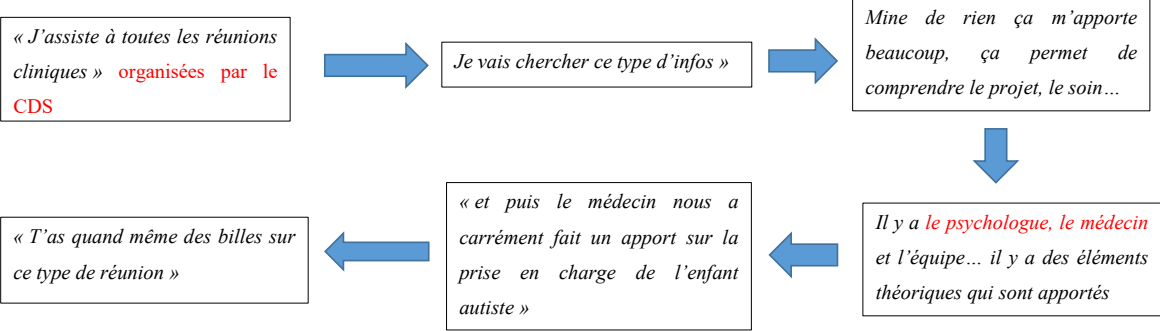 « J’assiste à toutes les réunions
cliniques » organisées par le
CDS
Je vais chercher ce type d’infos »
Mine de rien ça m’apporte
beaucoup, ça permet de
comprendre le projet, le soin…
Il y a le psychologue, le médecin
et l’équipe… il y a des éléments
théoriques qui sont apportés
« et puis le médecin nous a
carrément fait un apport sur la
prise en charge de l’enfant
autiste »
« T’as quand même des billes sur
ce type de réunion »